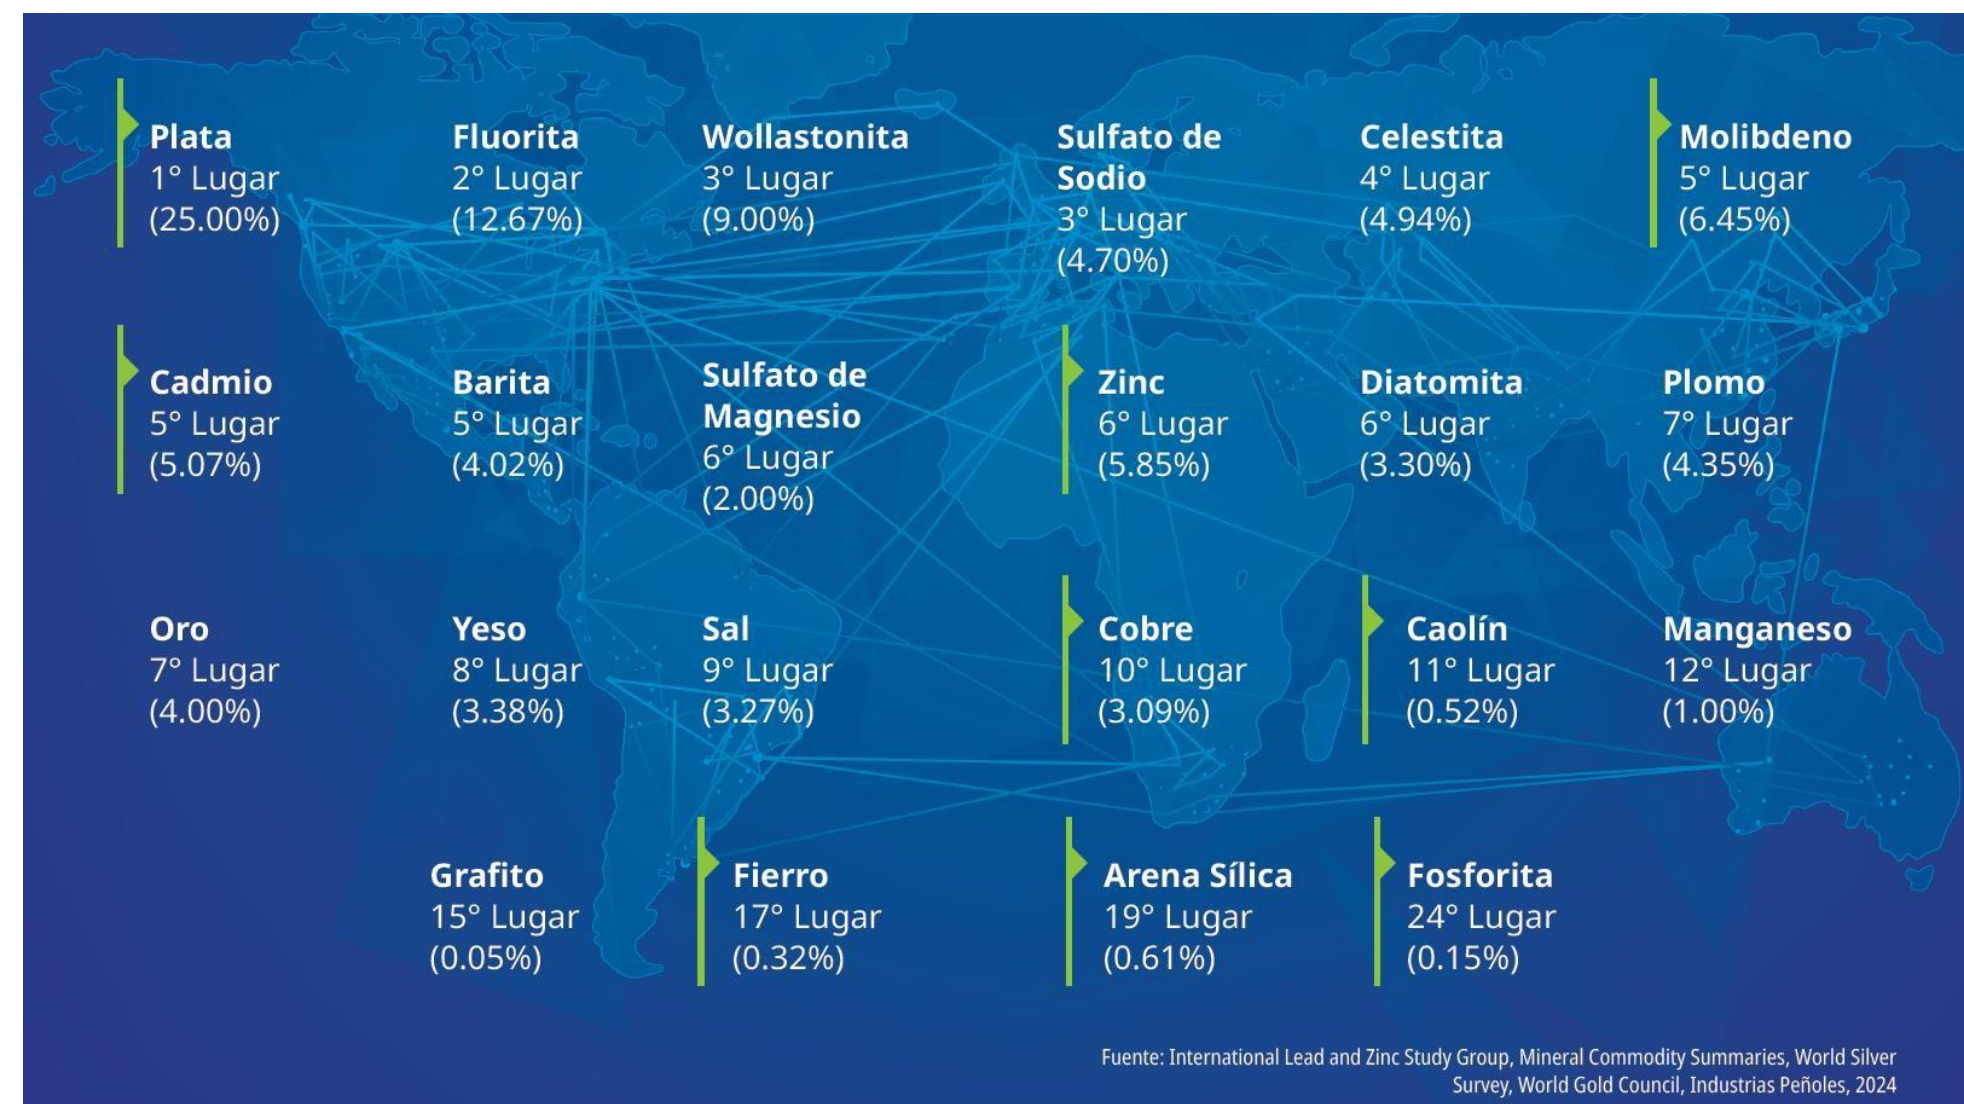 Plata
1° Lugar
(25.00%)
Fluorita
2° Lugar
(12.67%)
Wollastonita
3° Lugar
(9.00%)
Sulfato de
Sodio
3° Lugar
(4.70%)
Celestita
4° Lugar
(4.94%)
Molibdeno
5° Lugar
(6.45%)
Cadmio
5° Lugar
(5.07%)
Barita
5° Lugar
(4.02%)
Sulfato de
Magnesio
6° Lugar
(2.00%)
Zinc
6° Lugar
(5.85%)
Diatomita
6° Lugar
(3.30%)
Plomo
7° Lugar
(4.35%)
Oro
7° Lugar
(4.00%)
Yeso
8° Lugar
(3.38%)
Sal
9° Lugar
(3.27%)
Cobre
10° Lugar
(3.09%)
Caolín
11° Lugar
(0.52%)
Manganeso
12° Lugar
(1.00%)
Grafito
15° Lugar
(0.05%)
Fierro
17° Lugar
(0.32%)
Arena Sílica
19° Lugar
(0.61%)
Fosforita
24° Lugar
(0.15%)
Fuente: International Lead and Zinc Study Group, Mineral Commodity Summaries, World Silver
Survey, World Gold Council, Industrias Peñoles, 2024